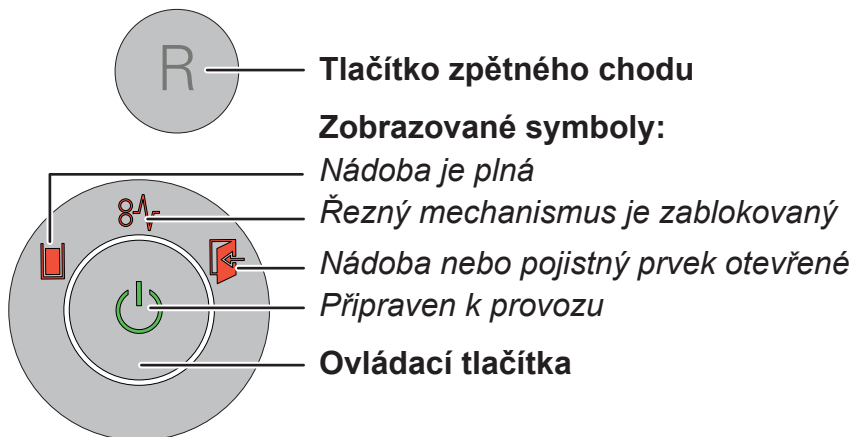 R
Tlačítko zpětného chodu
Zobrazované symboly:
Nádoba je plná
Řezný mechanismus je zablokovaný
Nádoba nebo pojistný prvek otevřené
Připraven k provozu
Ovládací tlačítka